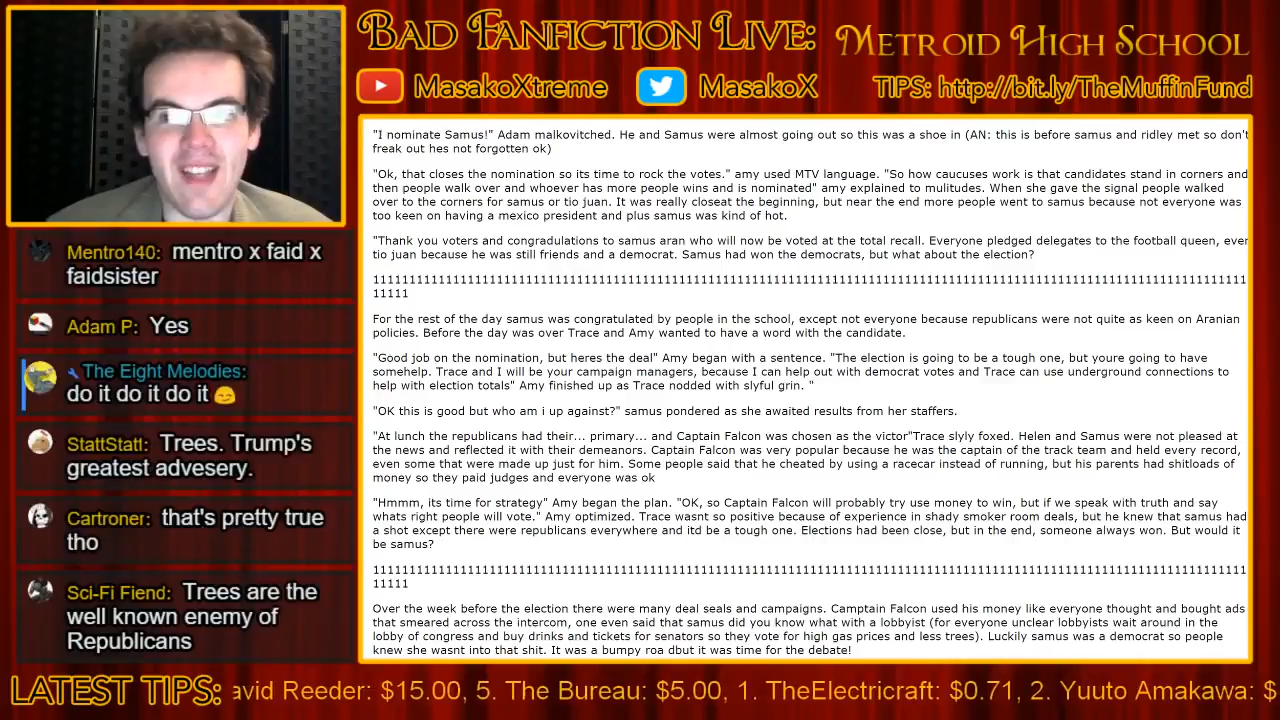 BAD FANFICTION LIVE: METROID HIGH SCHOOL
MasakoXtreme MasakoX TIPS: http://bit.ly/TheMuffinFund
Mentro140: mentro x faid x
faidsister
Adam P: Yes
The Eight Melodies:
do it do it do it
StattStatt: Trees. Trump's
greatest advesery.
Cartroner: that's pretty true
tho
Sci-Fi Fiend: Trees are the
well known enemy of
Republicans
"I nominate Samus!" Adam malkovitched. He and Samus were almost going out so this was a shoe in (AN: this is before samus and ridley met so don't
freak out hes not forgotten ok)
"Ok, that closes the nomination so its time to rock the votes." amy used MTV language. "So how caucuses work is that candidates stand in corners and
then people walk over and whoever has more people wins and is nominated" amy explained to mulitudes. When she gave the signal people walked
over to the corners for samus or tio juan. It was really closeat the beginning, but near the end more people went to samus because not everyone was
too keen on having a mexico president and plus samus was kind of hot.
"Thank you voters and congradulations to samus aran who will now be voted at the total recall. Everyone pledged delegates to the football queen, ever
tio juan because he was still friends and a democrat. Samus had won the democrats, but what about the election?
1111111111111111111111111111111111111111111111111111111111111111111111111111111111111111111111111111111111111111111111111
11111
For the rest of the day samus was congratulated by people in the school, except not everyone because republicans were not quite as keen on Aranian
policies. Before the day was over Trace and Amy wanted to have a word with the candidate.
"Good job on the nomination, but heres the deal" Amy began with a sentence. "The election is going to be a tough one, but youre going to have
somehelp. Trace and I will be your campaign managers, because I can help out with democrat votes and Trace can use underground connections to
help with election totals" Amy finished up as Trace nodded with slyful grin. "
"OK this is good but who am i up against?" samus pondered as she awaited results from her staffers.
"At lunch the republicans had their... primary... and Captain Falcon was chosen as the victor"Trace slyly foxed. Helen and Samus were not pleased at
the news and reflected it with their demeanors. Captain Falcon was very popular because he was the captain of the track team and held every record,
even some that were made up just for him. Some people said that he cheated by using a racecar instead of running, but his parents had shitloads of
money so they paid judges and everyone was ok
"Hmmm, its time for strategy" Amy began the plan. "OK, so Captain Falcon will probably try use money to win, but if we speak with truth and say
whats right people will vote." Amy optimized. Trace wasnt so positive because of experience in shady smoker room deals, but he knew that samus had
a shot except there were republicans everywhere and itd be a tough one. Elections had been close, but in the end, someone always won. But would it
be samus?
1111111111111111111111111111111111111111111111111111111111111111111111111111111111111111111111111111111111111111111111111
11111
Over the week before the election there were many deal seals and campaigns. Camptain Falcon used his money like everyone thought and bought ads
that smeared across the intercom, one even said that samus did you know what with a lobbyist (for everyone unclear lobbyists wait around in the
lobby of congress and buy drinks and tickets for senators so they vote for high gas prices and less trees). Luckily samus was a democrat so people
knew she wasnt into that shit. It was a bumpy roa dbut it was time for the debate!
LATEST TIPS: avid Reeder: $15.00, 5. The Bureau: $5.00, 1. TheElectricraft: $0.71, 2. Yuuto Amakawa: $